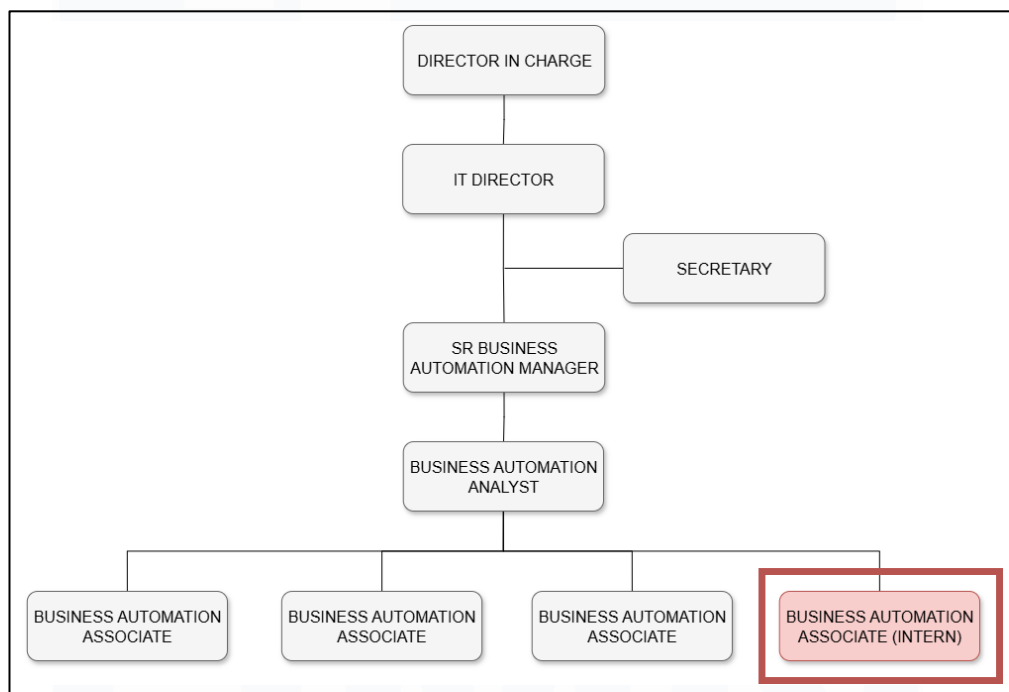 DIRECTOR IN CHARGE
IT DIRECTOR
SECRETARY
SR BUSINESS
AUTOMATION MANAGER
BUSINESS AUTOMATION
ANALYST
BUSINESS AUTOMATION
ASSOCIATE
BUSINESS AUTOMATION
ASSOCIATE
BUSINESS AUTOMATION
ASSOCIATE
BUSINESS AUTOMATION
ASSOCIATE (INTERN)